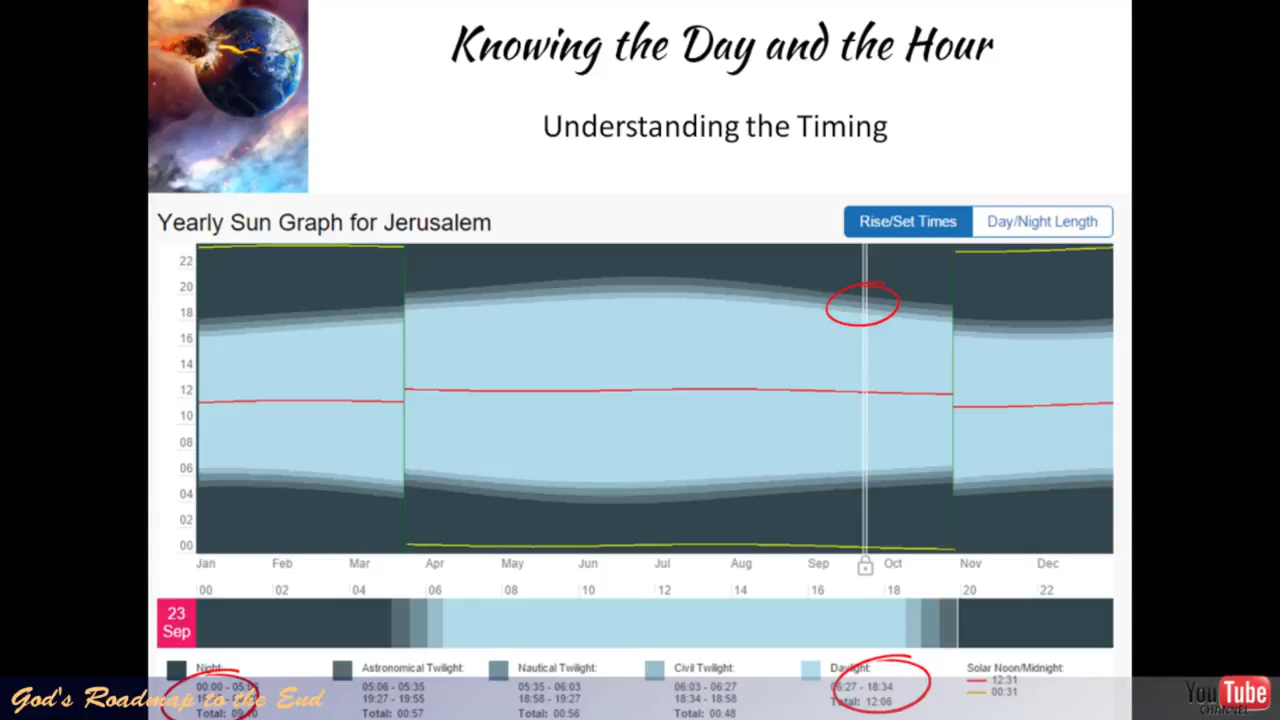 Knowing the Day and the Hour
Understanding the Timing
Yearly Sun Graph for Jerusalem
Rise/Set Times
Day/Night Length
22
20
18
16
14
12
10
08
06
04
02
00
Jan Feb Mar Apr May Jun Jul Aug Sep Oct Nov Dec
00 02 04 06 08 10 12 14 16 18 20 22
23
Sep
Night:
00:00 -
Total:
Astronomical Twilight:
05:06 - 05:35
19:27 - 19:55
Total: 00:57
Nautical Twilight:
05:35 - 06:03
18:58 - 19:27
Total: 00:56
Civil Twilight:
06:03 - 06:27
18:34 - 18:58
Total: 00:48
Daylight:
06:27 - 18:34
Total: 12:06
Solar Noon/Midnight:
12:31
00:31
God's Roadmap to the End
YouTube
CHANNEL